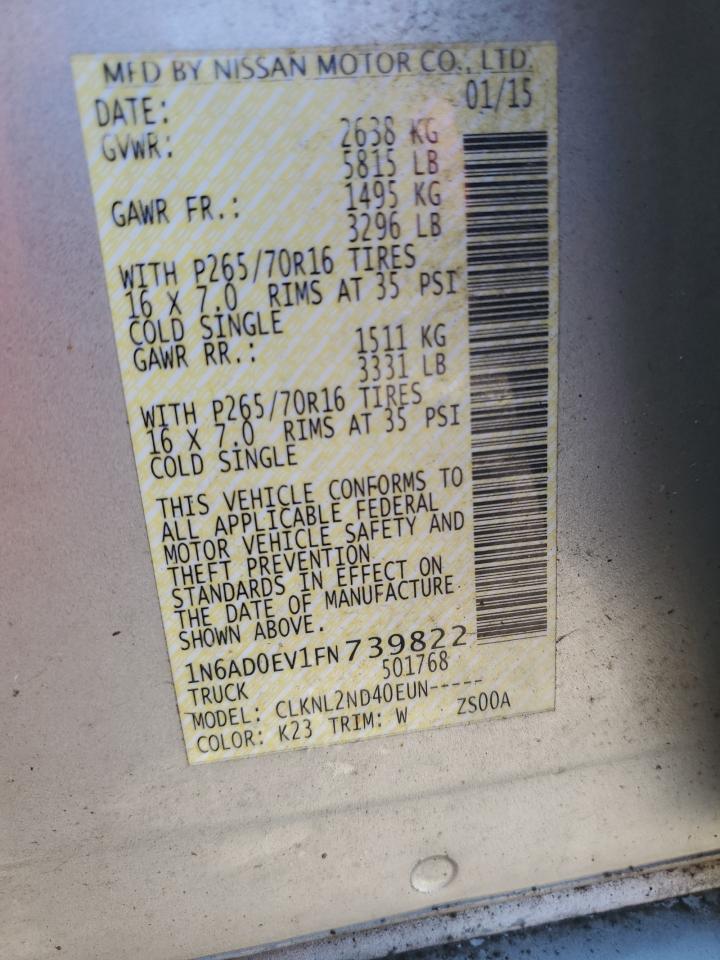 MFD BY NISSAN MOTOR CO., LTD.
DATE: 01/15
GVWR: 2638 KG
5815 LB
GAWR FR.: 1495 KG
3296 LB
WITH P265/70R16 TIRES
16 X 7.0 RIMS AT 35 PSI
COLD SINGLE
GAWR RR.: 1511 KG
3331 LB
WITH P265/70R16 TIRES
16 X 7.0 RIMS AT 35 PSI
COLD SINGLE
THIS VEHICLE CONFORMS TO
ALL APPLICABLE FEDERAL
MOTOR VEHICLE SAFETY AND
THEFT PREVENTION
STANDARDS IN EFFECT ON
THE DATE OF MANUFACTURE
SHOWN ABOVE.
1N6AD0EV1FN739822
TRUCK 501768
MODEL: CLKNL2ND40EUN-----
COLOR: K23 TRIM: W ZS00A